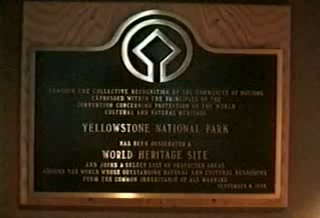 THROUGH THE COLLECTIVE RECOGNITION OF THE COMMUNITY OF NATIONS
EXPRESSED WITHIN THE PRINCIPLES OF THE
CONVENTION CONCERNING PROTECTION OF THE WORLD
CULTURAL AND NATURAL HERITAGE
YELLOWSTONE NATIONAL PARK
HAS BEEN DESIGNATED A
WORLD HERITAGE SITE
AND JOINS A SELECT LIST OF PROTECTED AREAS
AROUND THE WORLD WHOSE OUTSTANDING NATURAL AND CULTURAL RESOURCES
FORM THE COMMON INHERITANCE OF ALL MANKIND
SEPTEMBER 8, 1978